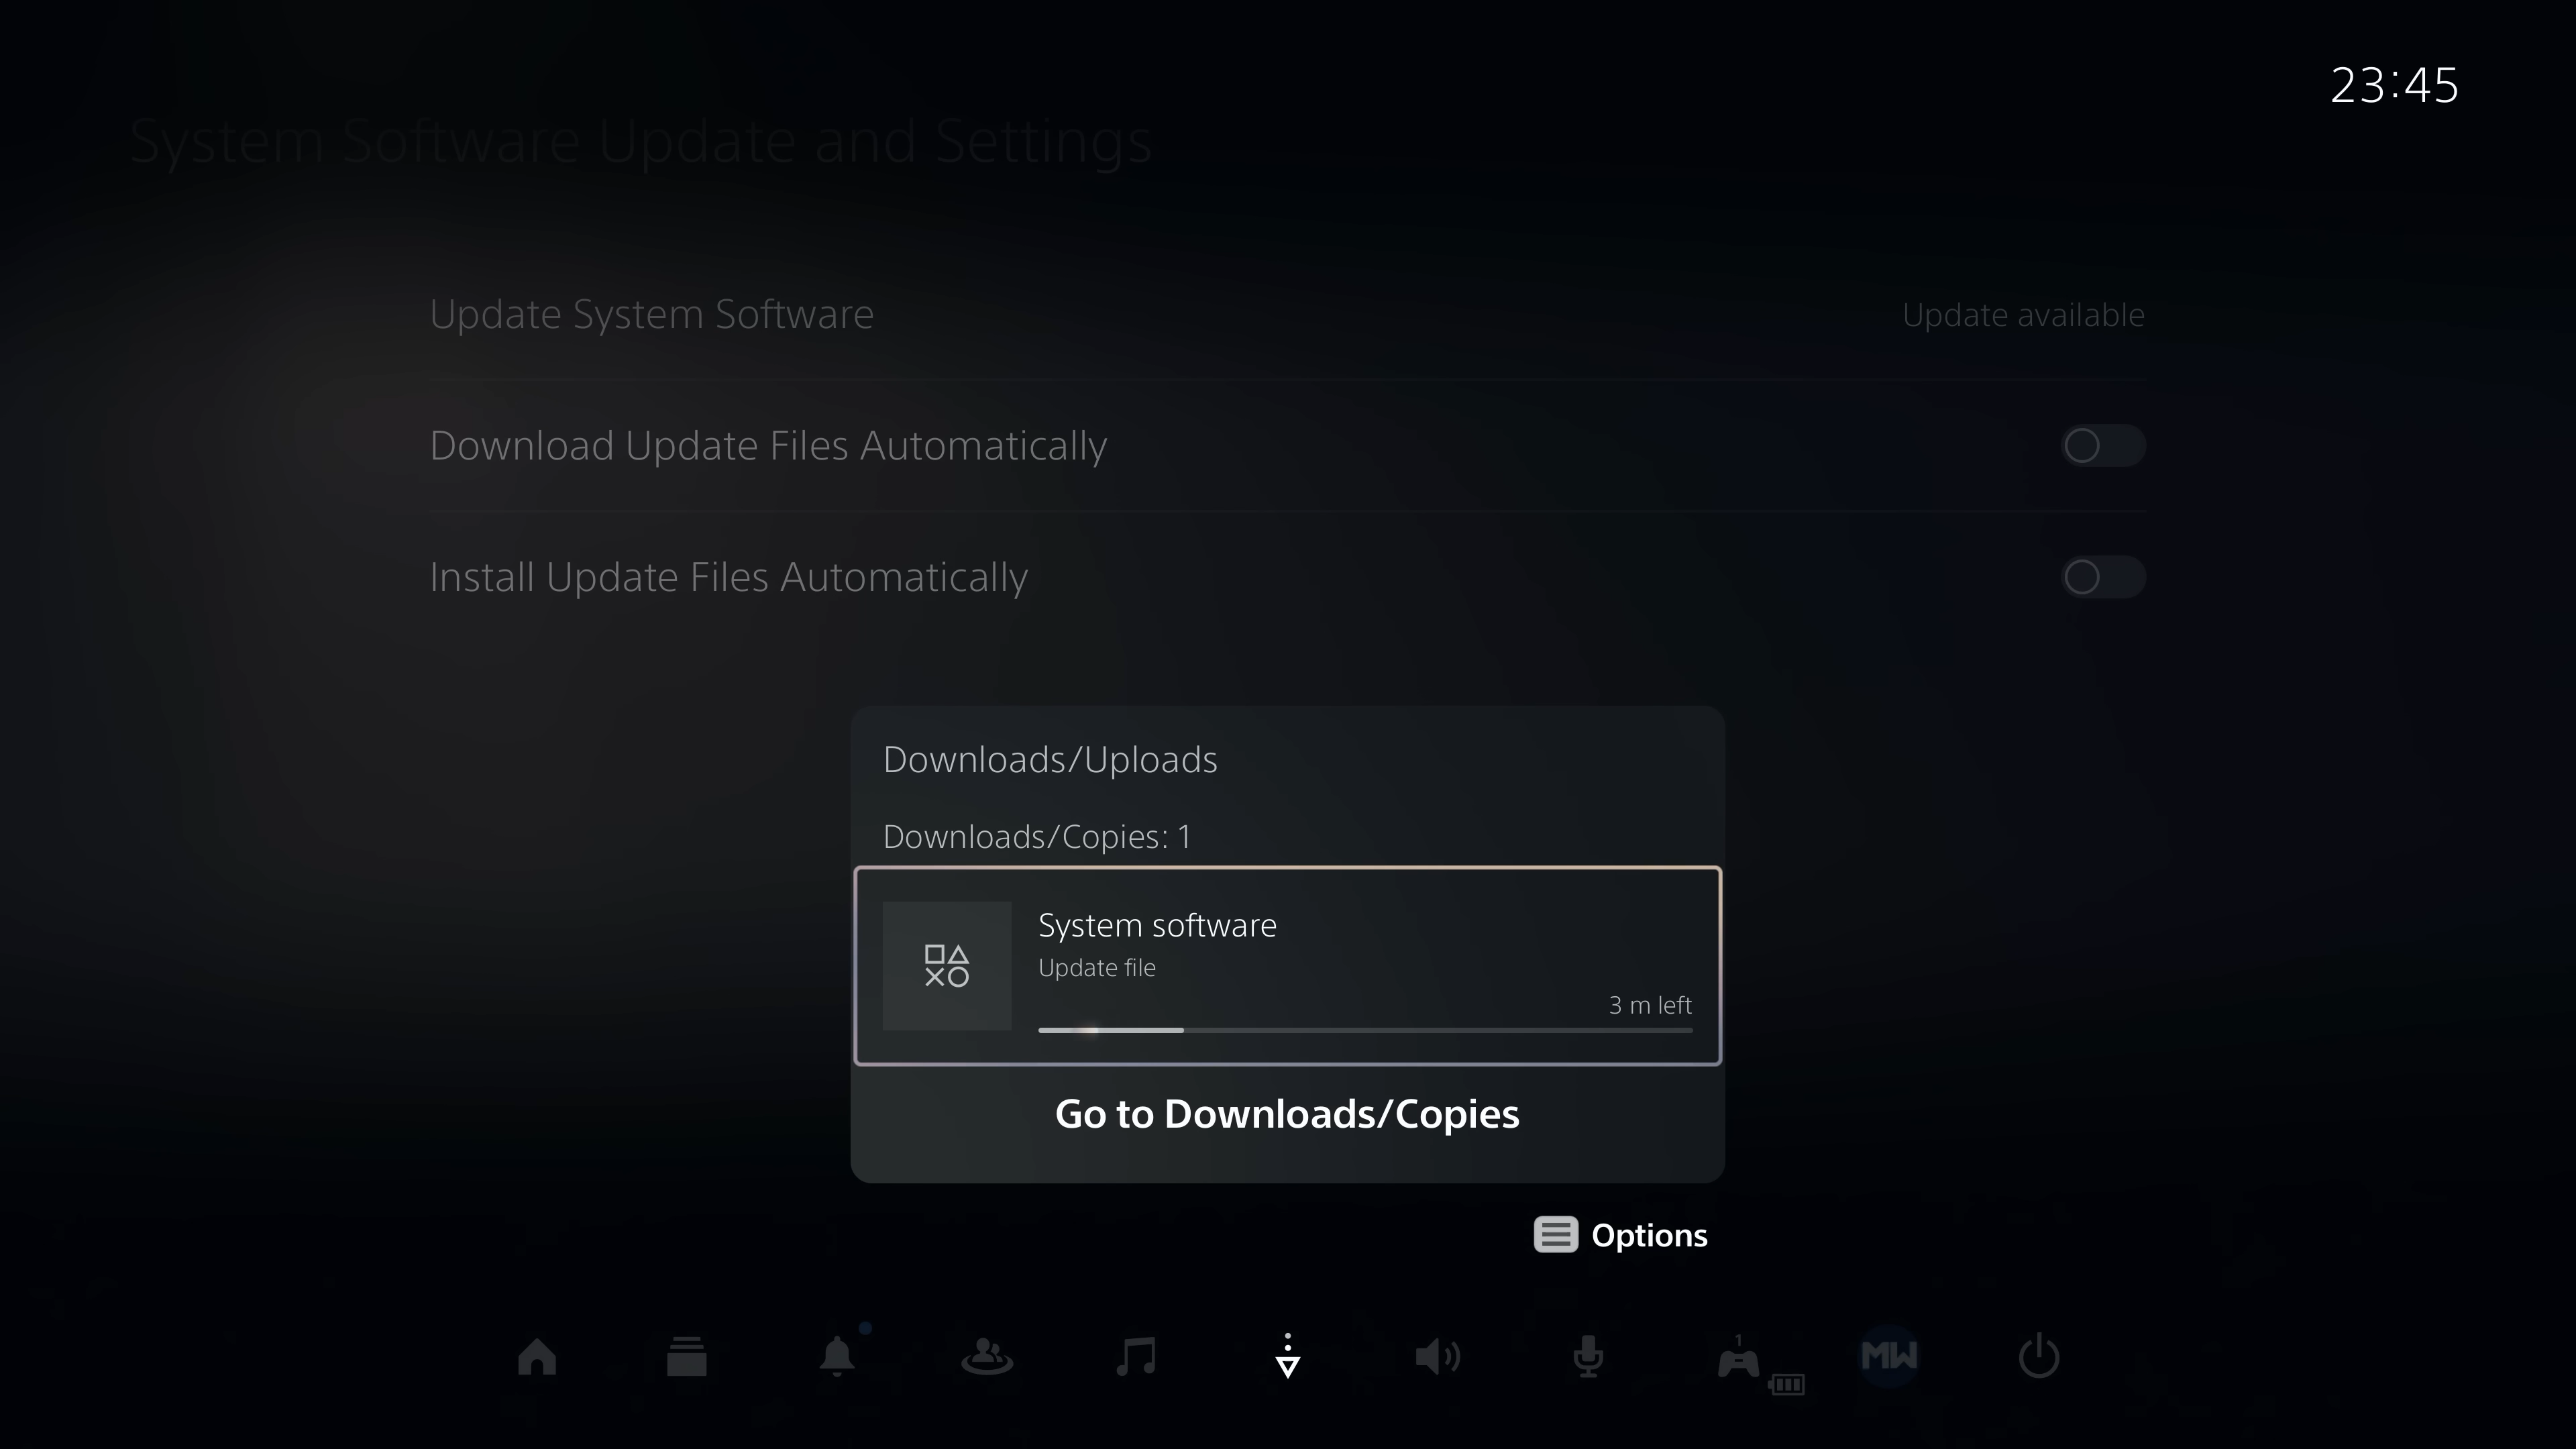 23:45
System Software Update and Settings
Update System Software
Update available
Download Update Files Automatically
Install Update Files Automatically
Downloads/Uploads
Downloads/Copies: 1
System software
Update file
3 m left
Go to Downloads/Copies
Options
1
MW